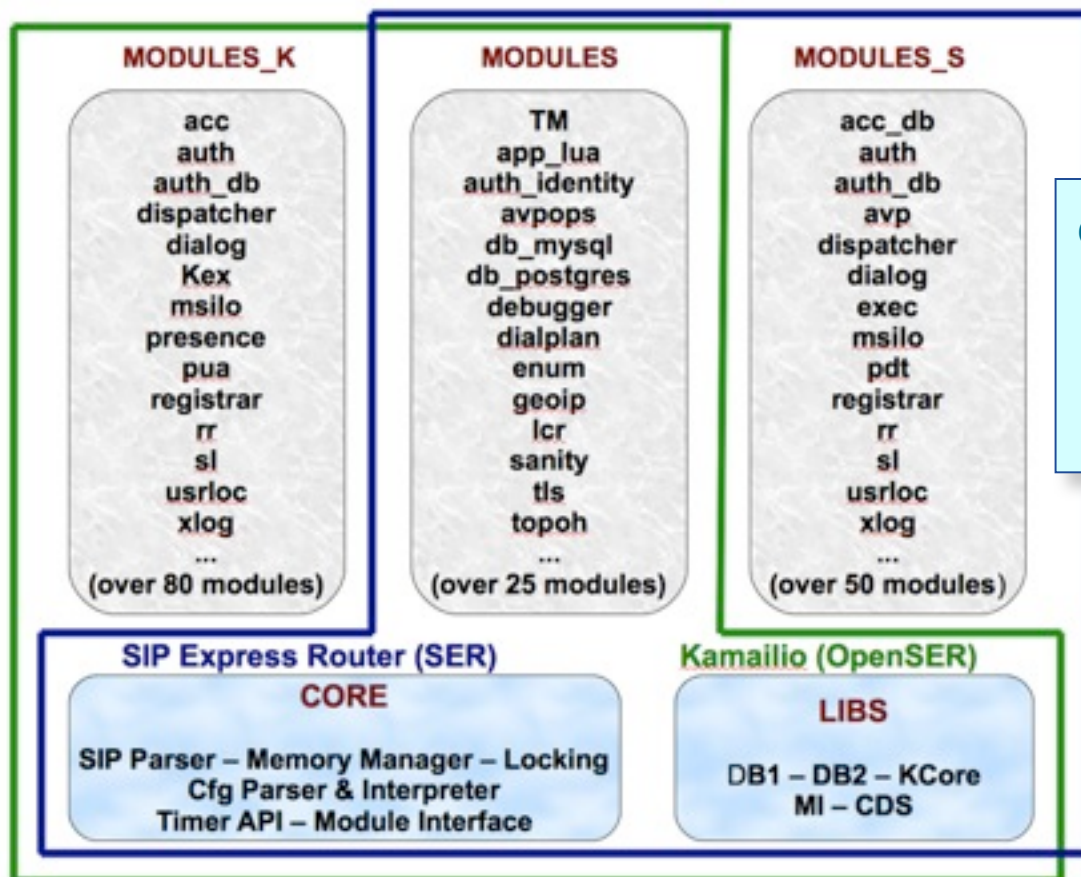 MODULES_K
acc
auth
auth_db
dispatcher
dialog
Kex
msilo
presence
pua
registrar
rr
sl
usrloc
xlog
...
(over 80 modules)
MODULES
TM
app_lua
auth_identity
avpops
db_mysql
db_postgres
debugger
dialplan
enum
geoip
lcr
sanity
tls
topoh
...
(over 25 modules)
MODULES_S
acc_db
auth
auth_db
avp
dispatcher
dialog
exec
msilo
pdt
registrar
rr
sl
usrloc
xlog
...
(over 50 modules)
SIP Express Router (SER)
CORE
SIP Parser – Memory Manager – Locking
Cfg Parser & Interpreter
Timer API – Module Interface
Kamailio (OpenSER)
LIBS
DB1 – DB2 – KCore
MI – CDS